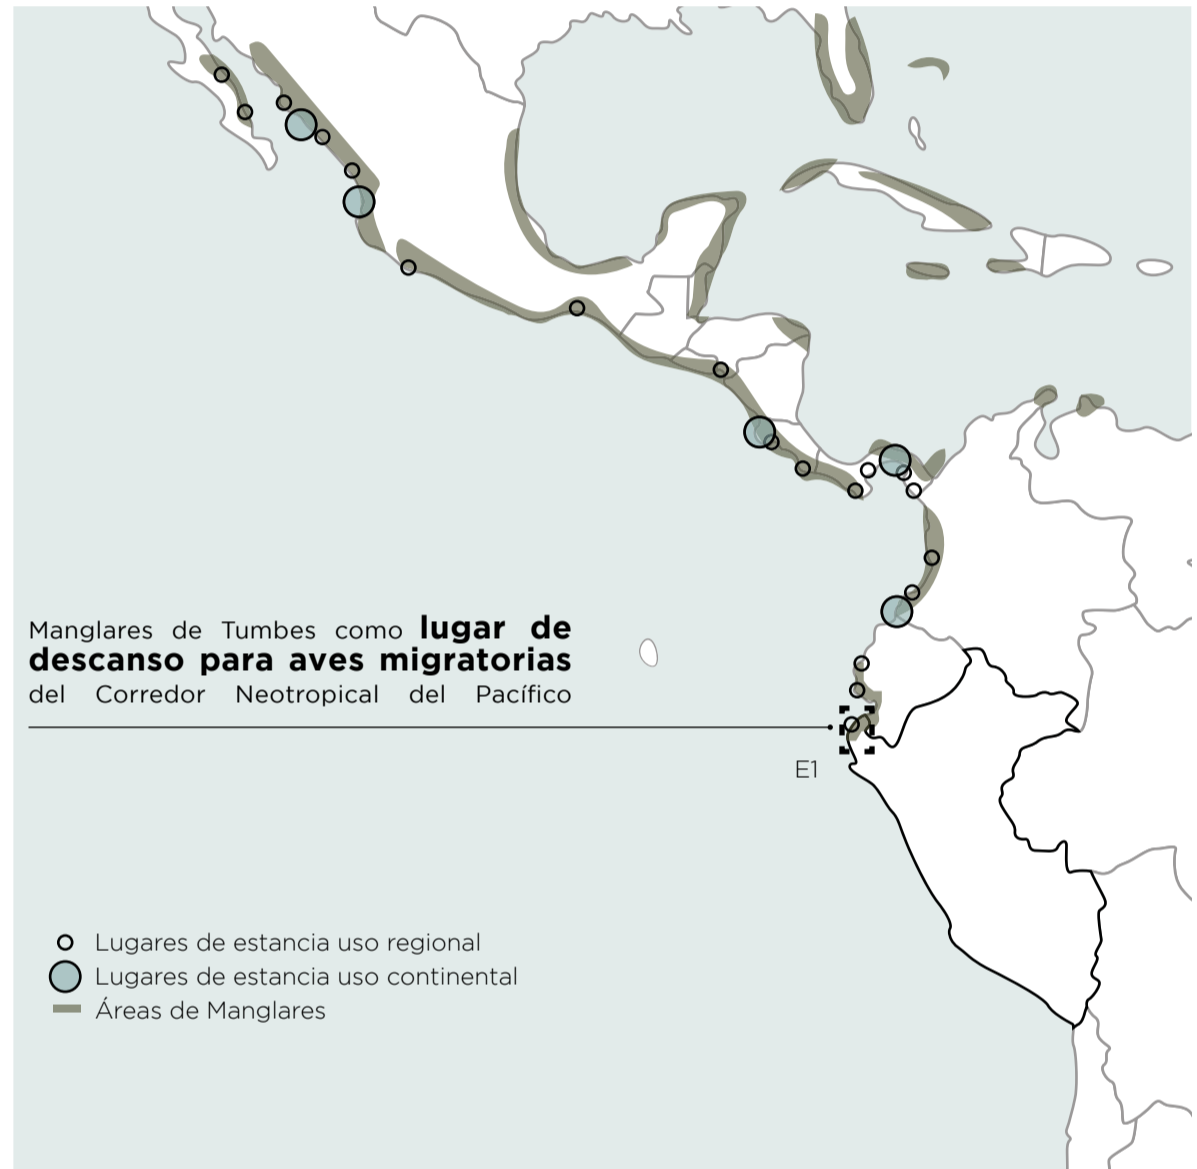 Manglares de Tumbes como lugar de
descanso para aves migratorias
del Corredor Neotropical del Pacífico
E1
Lugares de estancia uso regional
Lugares de estancia uso continental
Áreas de Manglares